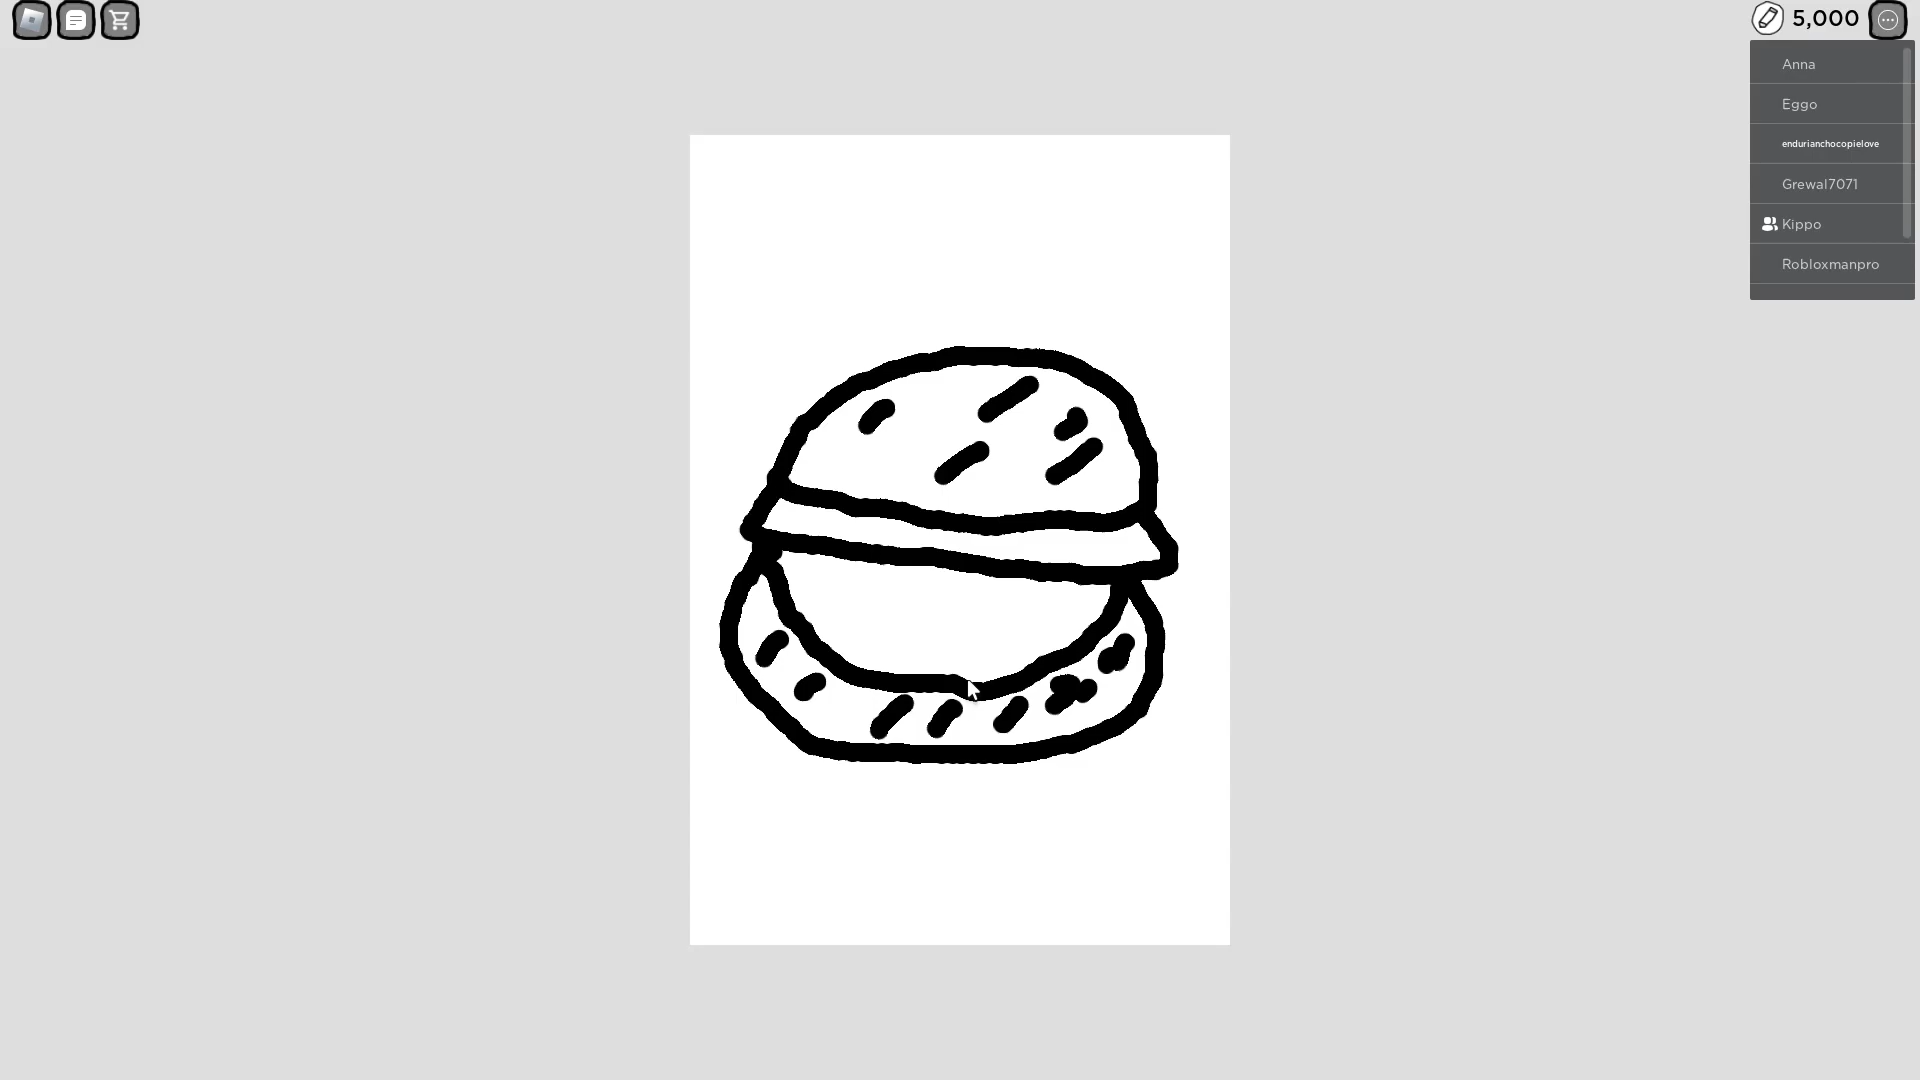 5,000
Anna
Eggo
endurianchocopielove
Grewal7071
Kippo
Robloxmanpro